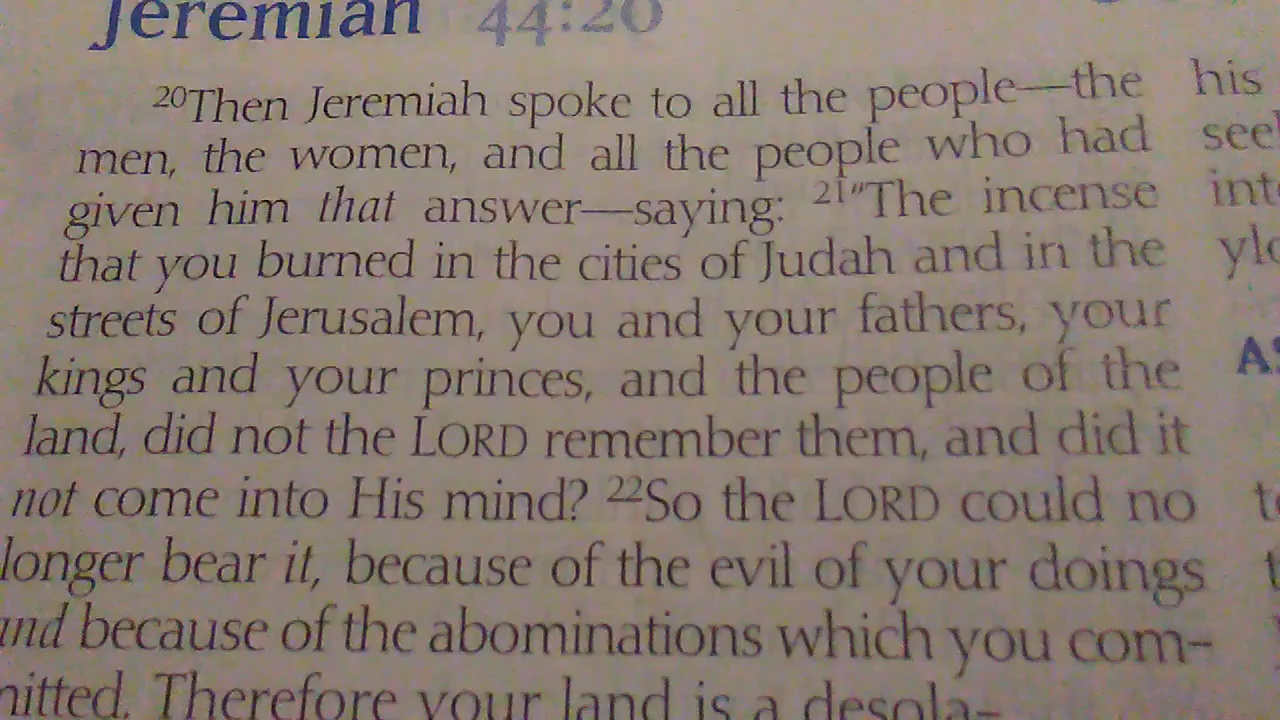 Jeremiah 44:20
20Then Jeremiah spoke to all the people—the
men, the women, and all the people who had
given him that answer—saying: 21"The incense
that you burned in the cities of Judah and in the
streets of Jerusalem, you and your fathers, your
kings and your princes, and the people of the
land, did not the LORD remember them, and did it
not come into His mind? 22So the LORD could no
longer bear it, because of the evil of your doings
and because of the abominations which you com-
mitted. Therefore your land is a desola-
his